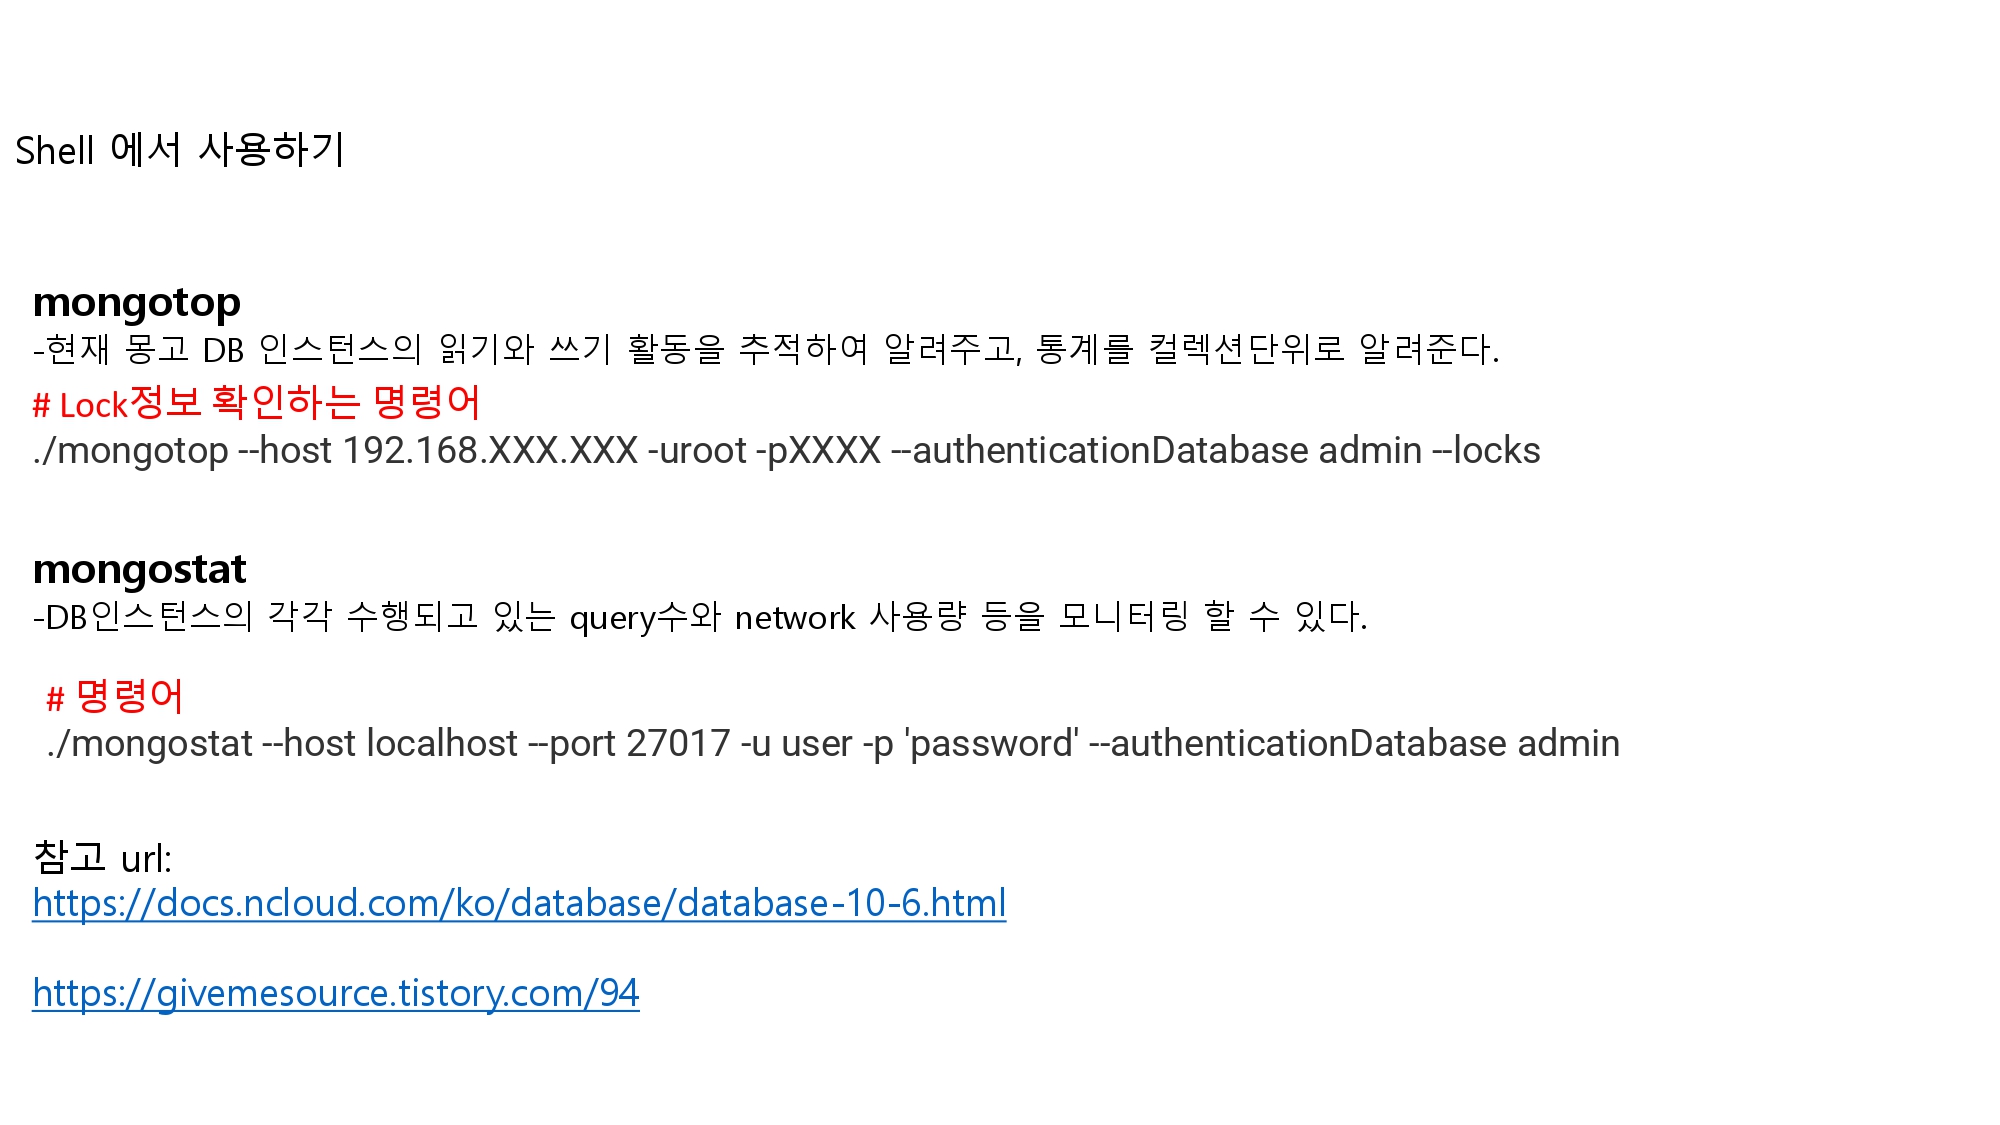 Shell 에서 사용하기
mongotop
-현재 몽고 DB 인스턴스의 읽기와 쓰기 활동을 추적하여 알려주고, 통계를 컬렉션단위로 알려준다.
# Lock정보 확인하는 명령어
./mongotop --host 192.168.XXX.XXX -uroot -pXXXX --authenticationDatabase admin --locks
mongostat
-DB인스턴스의 각각 수행되고 있는 query수와 network 사용량 등을 모니터링 할 수 있다.
# 명령어
./mongostat --host localhost --port 27017 -u user -p 'password' --authenticationDatabase admin
참고 url:
https://docs.ncloud.com/ko/database/database-10-6.html
https://givemesource.tistory.com/94